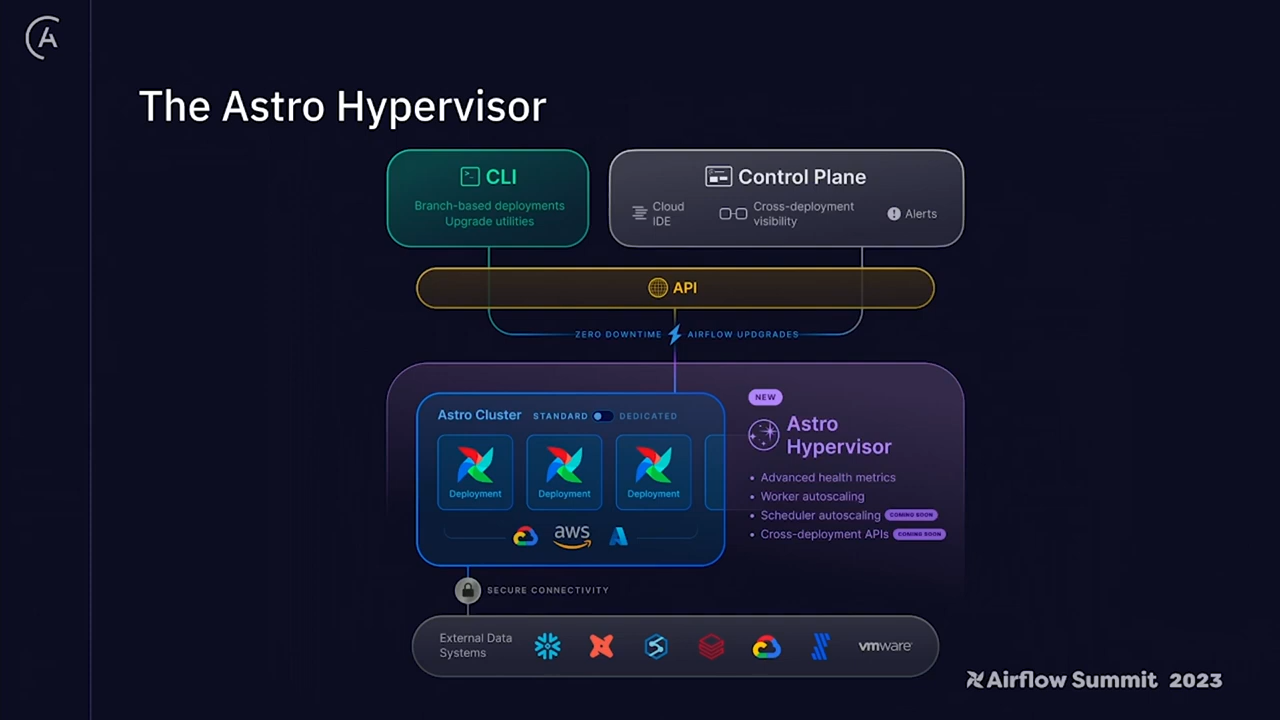 The Astro Hypervisor
CLI
Branch-based deployments
Upgrade utilities
Control Plane
Cloud
IDE
Cross-deployment
visibility
Alerts
API
ZERO DOWNTIME
AIRFLOW UPDGRADES
Astro Cluster
STANDARD
DEDICATED
Deployment
Deployment
Deployment
aws
NEW
Astro
Hypervisor
• Advanced health metrics
• Worker autoscaling
• Scheduler autoscaling COMING SOON
• Cross-deployment APIs COMING SOON
SECURE CONNECTIVITY
External Data
Systems
vmware
Airflow Summit 2023